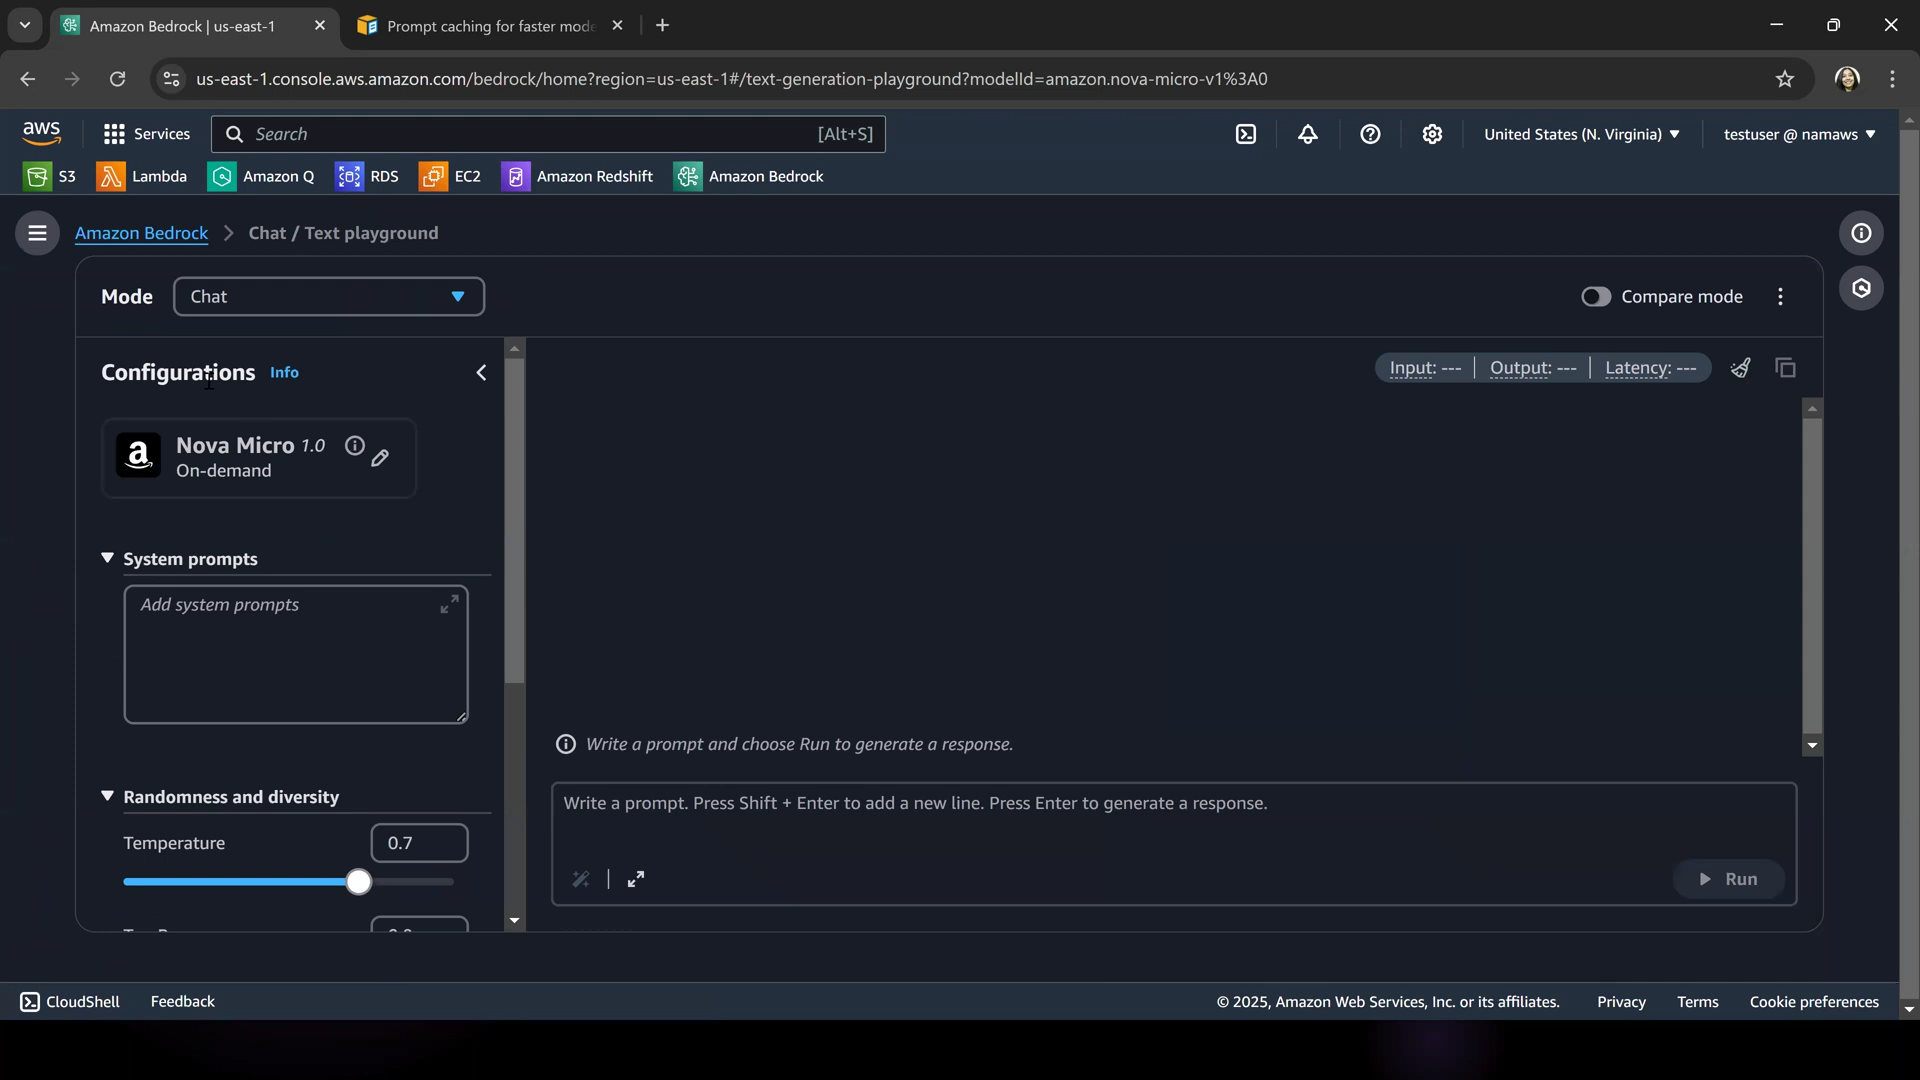 Amazon Bedrock | us-east-1
Prompt caching for faster mode
us-east-1.console.aws.amazon.com/bedrock/home?region=us-east-1#/text-generation-playground?modelId=amazon.nova-micro-v1%3A0
aws
Services
Search
[Alt+S]
United States (N. Virginia)
testuser @ namaws
S3
Lambda
Amazon Q
RDS
EC2
Amazon Redshift
Amazon Bedrock
Amazon Bedrock
Chat / Text playground
Mode
Chat
Compare mode
Configurations
Info
Input: ---
Output: ---
Latency: ---
Nova Micro 1.0
On-demand
System prompts
Add system prompts
Write a prompt and choose Run to generate a response.
Randomness and diversity
Write a prompt. Press Shift + Enter to add a new line. Press Enter to generate a response.
Temperature
0.7
Run
CloudShell
Feedback
© 2025, Amazon Web Services, Inc. or its affiliates.
Privacy
Terms
Cookie preferences